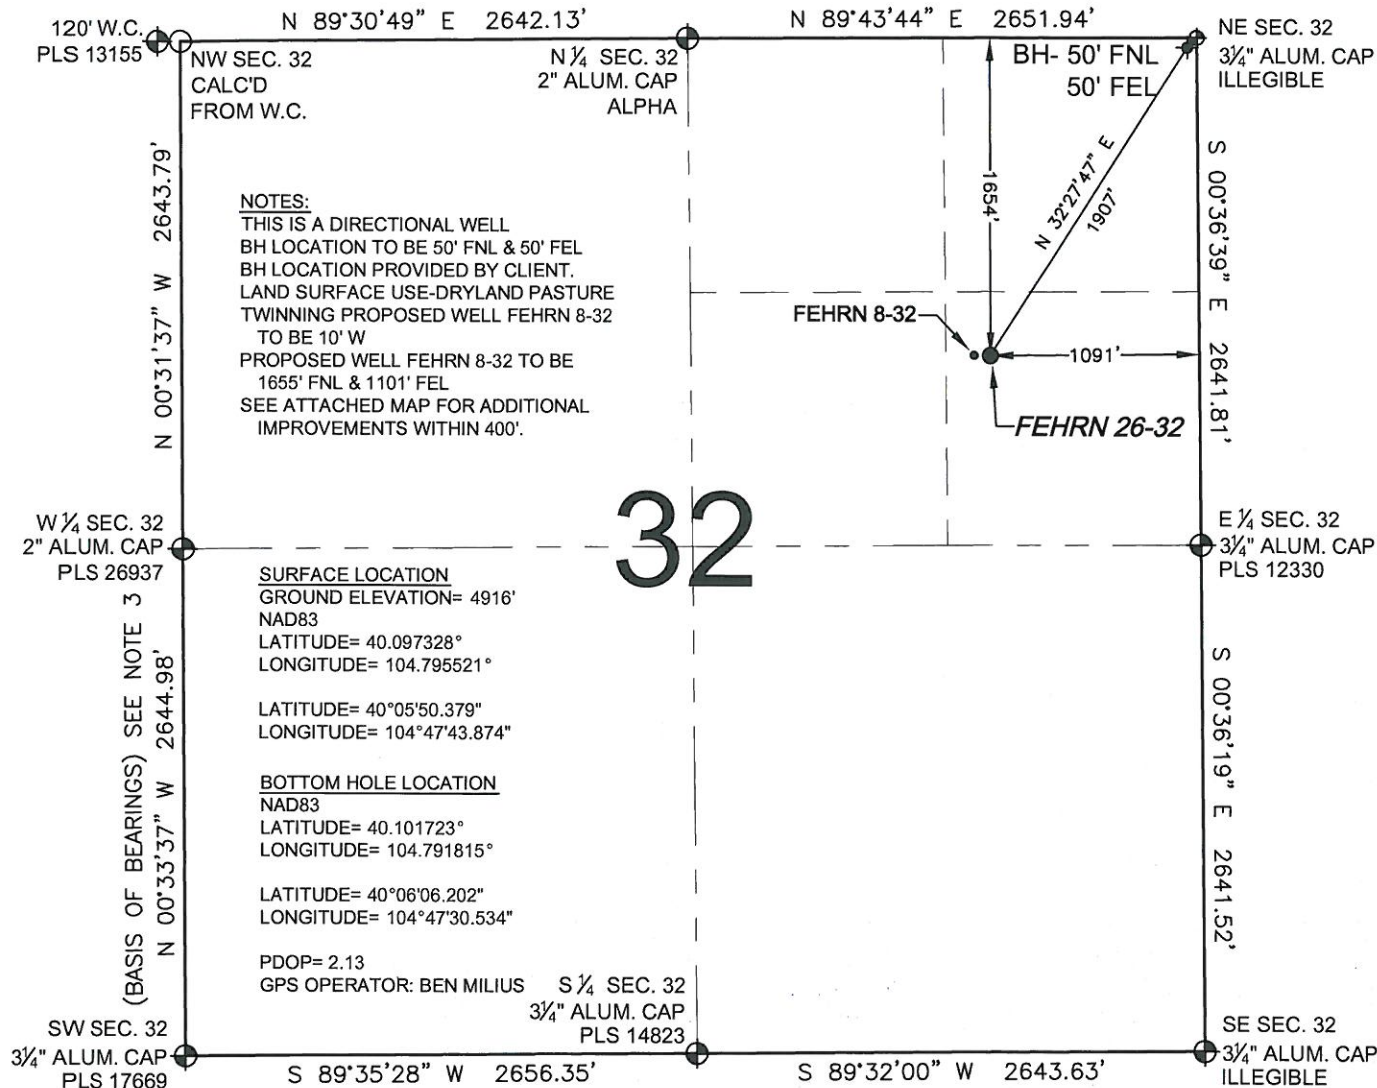 N 89°30'49" E 2642.13'
N 89°43'44" E 2651.94'
120' W.C.
PLS 13155
NW SEC. 32
CALC'D
FROM W.C.
N ¼ SEC. 32
2" ALUM. CAP
ALPHA
BH- 50' FNL
50' FEL
NE SEC. 32
3¼" ALUM. CAP
ILLEGIBLE
N 00°31'37" W 2643.79'
NOTES:
THIS IS A DIRECTIONAL WELL
BH LOCATION TO BE 50' FNL & 50' FEL
BH LOCATION PROVIDED BY CLIENT.
LAND SURFACE USE-DRYLAND PASTURE
TWINNING PROPOSED WELL FEHRN 8-32
TO BE 10' W
PROPOSED WELL FEHRN 8-32 TO BE
1655' FNL & 1101' FEL
SEE ATTACHED MAP FOR ADDITIONAL
IMPROVEMENTS WITHIN 400'.
1654'
N 32°27'47" E
1907'
S 00°36'39" E 2641.81'
FEHRN 8-32
1091'
FEHRN 26-32
32
W ¼ SEC. 32
2" ALUM. CAP
PLS 26937
E ¼ SEC. 32
3¼" ALUM. CAP
PLS 12330
(BASIS OF BEARINGS) SEE NOTE 3
N 00°33'37" W 2644.98'
SURFACE LOCATION
GROUND ELEVATION= 4916'
NAD83
LATITUDE= 40.097328°
LONGITUDE= 104.795521°
LATITUDE= 40°05'50.379"
LONGITUDE= 104°47'43.874"
BOTTOM HOLE LOCATION
NAD83
LATITUDE= 40.101723°
LONGITUDE= 104.791815°
LATITUDE= 40°06'06.202"
LONGITUDE= 104°47'30.534"
PDOP= 2.13
GPS OPERATOR: BEN MILIUS
S 00°36'19" E 2641.52'
S ¼ SEC. 32
3¼" ALUM. CAP
PLS 14823
SW SEC. 32
3¼" ALUM. CAP
PLS 17669
SE SEC. 32
3¼" ALUM. CAP
ILLEGIBLE
S 89°35'28" W 2656.35'
S 89°32'00" W 2643.63'